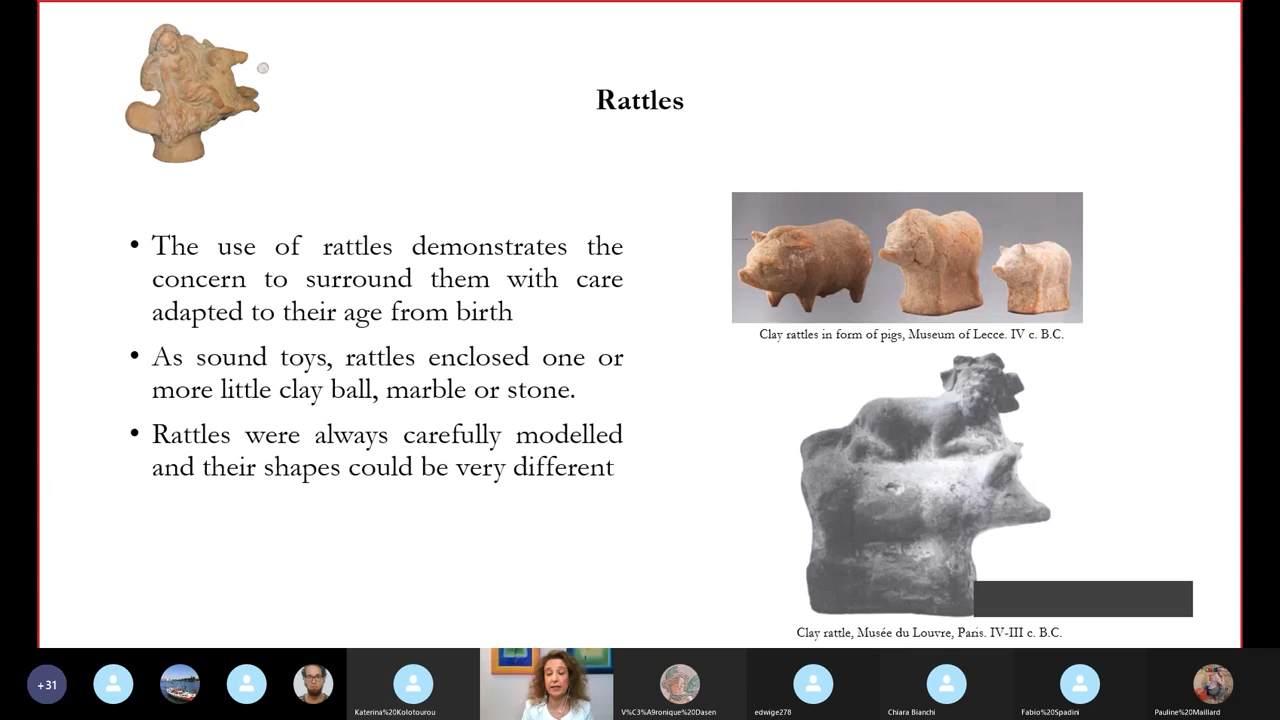 Rattles
• The use of rattles demonstrates the
concern to surround them with care
adapted to their age from birth
• As sound toys, rattles enclosed one or
more little clay ball, marble or stone.
• Rattles were always carefully modelled
and their shapes could be very different
Clay rattles in form of pigs, Museum of Lecce. IV c. B.C.
Clay rattle, Musée du Louvre, Paris. IV-III c. B.C.
+31
Katerina%20Kolotourou
V%C3%A9ronique%20Dasen
edwige278
Chiara Bianchi
Fabio%20Spadini
Pauline%20Maillard